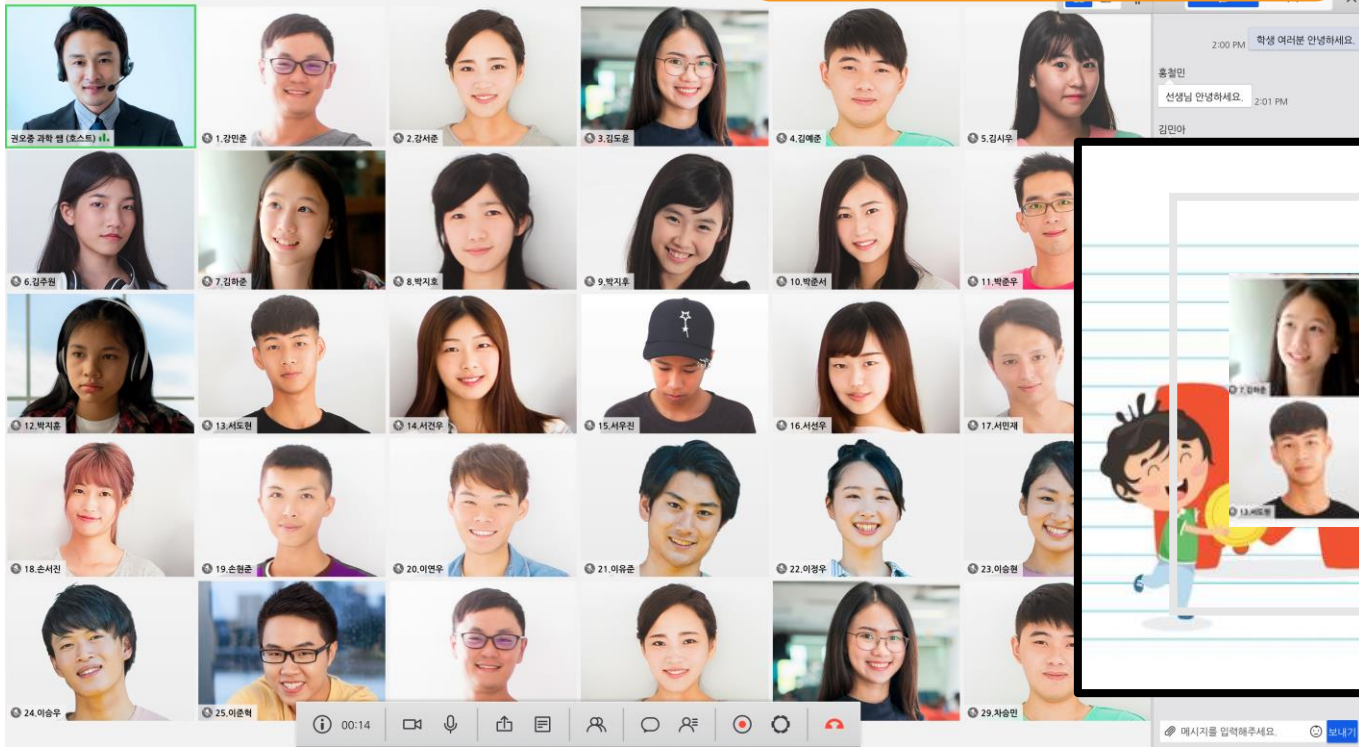 2:00 PM
학생 여러분 안녕하세요.
홍철민
선생님 안녕하세요.
2:01 PM
김민아
권오중 과학 쌤 (호스트)
1.강민준
2.강서준
3.김도윤
4.김예준
5.김시우
6.김주원
7.김하준
8.박지호
9.박지후
10.박준서
11.박준우
7.김하준
12.박지훈
13.서도현
14.서건우
15.서우진
16.서선우
17.서민재
13.서도현
18.손서진
19.손현준
20.이연우
21.이유준
22.이정우
23.이승현
24.이승우
25.이준혁
29.차승민
00:14
메시지를 입력해주세요.
보내기